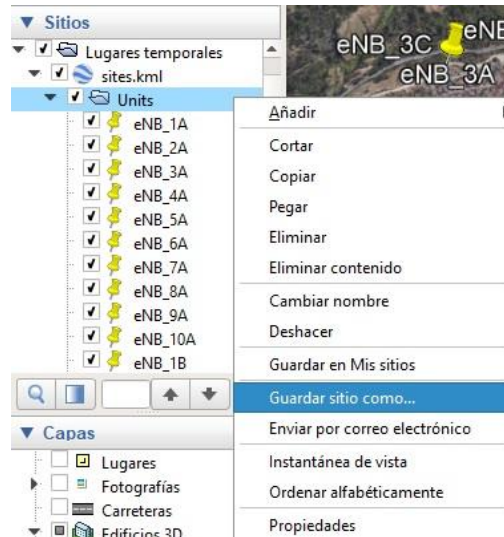 Sitios
Lugares temporales
sites.kml
Units
eNB_1A
eNB_2A
eNB_3A
eNB_4A
eNB_5A
eNB_6A
eNB_7A
eNB_8A
eNB_9A
eNB_10A
eNB_1B
Capas
Lugares
Fotografías
Carreteras
Edificios 3D
eNB_3C
eNB_3A
Añadir
Cortar
Copiar
Pegar
Eliminar
Eliminar contenido
Cambiar nombre
Deshacer
Guardar en Mis sitios
Guardar sitio como...
Enviar por correo electrónico
Instantánea de vista
Ordenar alfabéticamente
Propiedades